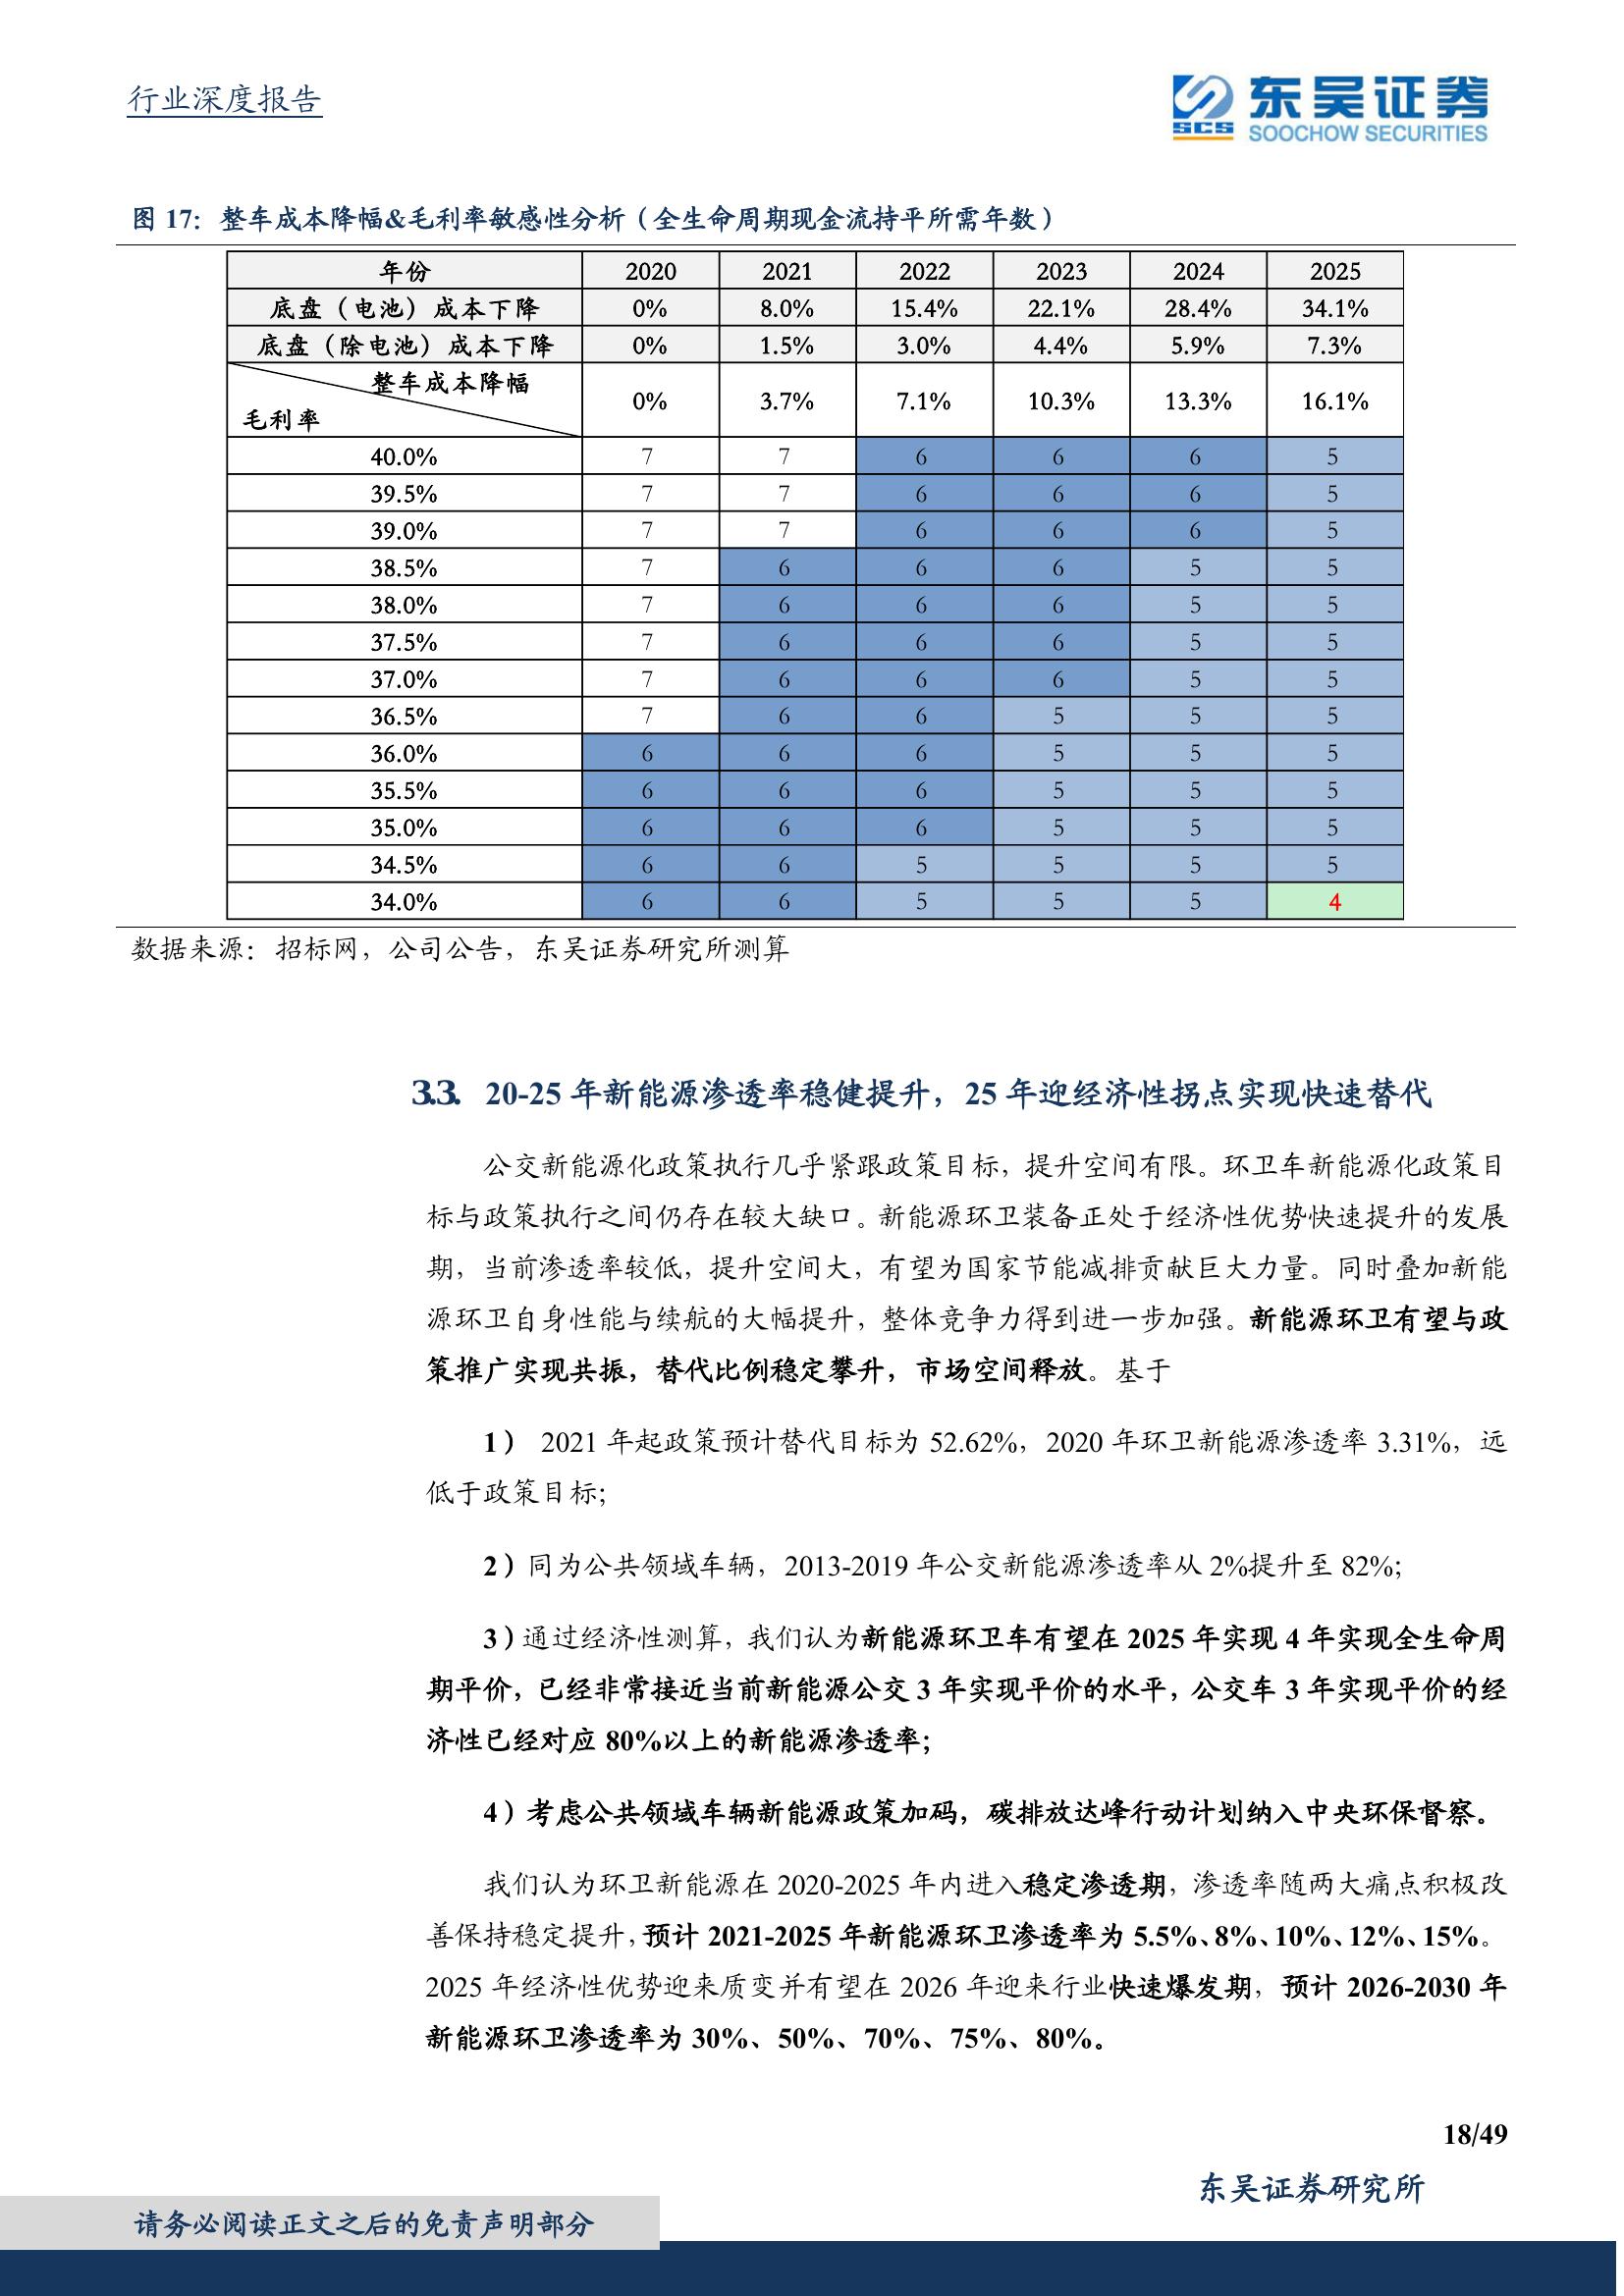 行业深度报告
SCS 东吴证券
SOOCHOW SECURITIES
图 17：整车成本降幅&毛利率敏感性分析（全生命周期现金流持平所需年数）
年份 2020 2021 2022 2023 2024 2025
底盘（电池）成本下降 0% 8.0% 15.4% 22.1% 28.4% 34.1%
底盘（除电池）成本下降 0% 1.5% 3.0% 4.4% 5.9% 7.3%
整车成本降幅
毛利率 0% 3.7% 7.1% 10.3% 13.3% 16.1%
40.0% 7 7 6 6 6 5
39.5% 7 7 6 6 6 5
39.0% 7 7 6 6 6 5
38.5% 7 6 6 6 5 5
38.0% 7 6 6 6 5 5
37.5% 7 6 6 6 5 5
37.0% 7 6 6 6 5 5
36.5% 7 6 6 5 5 5
36.0% 6 6 6 5 5 5
35.5% 6 6 6 5 5 5
35.0% 6 6 6 5 5 5
34.5% 6 6 5 5 5 5
34.0% 6 6 5 5 5 4
数据来源：招标网，公司公告，东吴证券研究所测算
3.3. 20-25 年新能源渗透率稳健提升，25 年迎经济性拐点实现快速替代
公交新能源化政策执行几乎紧跟政策目标，提升空间有限。环卫车新能源化政策目
标与政策执行之间仍存在较大缺口。新能源环卫装备正处于经济性优势快速提升的发展
期，当前渗透率较低，提升空间大，有望为国家节能减排贡献巨大力量。同时叠加新能
源环卫自身性能与续航的大幅提升，整体竞争力得到进一步加强。新能源环卫有望与政
策推广实现共振，替代比例稳定攀升，市场空间释放。基于
1） 2021 年起政策预计替代目标为 52.62%，2020 年环卫新能源渗透率 3.31%，远
低于政策目标；
2）同为公共领域车辆，2013-2019 年公交新能源渗透率从 2%提升至 82%；
3）通过经济性测算，我们认为新能源环卫车有望在 2025 年实现 4 年实现全生命周
期平价，已经非常接近当前新能源公交 3 年实现平价的水平，公交车 3 年实现平价的经
济性已经对应 80%以上的新能源渗透率；
4）考虑公共领域车辆新能源政策加码，碳排放达峰行动计划纳入中央环保督察。
我们认为环卫新能源在 2020-2025 年内进入稳定渗透期，渗透率随两大痛点积极改
善保持稳定提升，预计 2021-2025 年新能源环卫渗透率为 5.5%、8%、10%、12%、15%。
2025 年经济性优势迎来质变并有望在 2026 年迎来行业快速爆发期，预计 2026-2030 年
新能源环卫渗透率为 30%、50%、70%、75%、80%。
18/49
东吴证券研究所
请务必阅读正文之后的免责声明部分